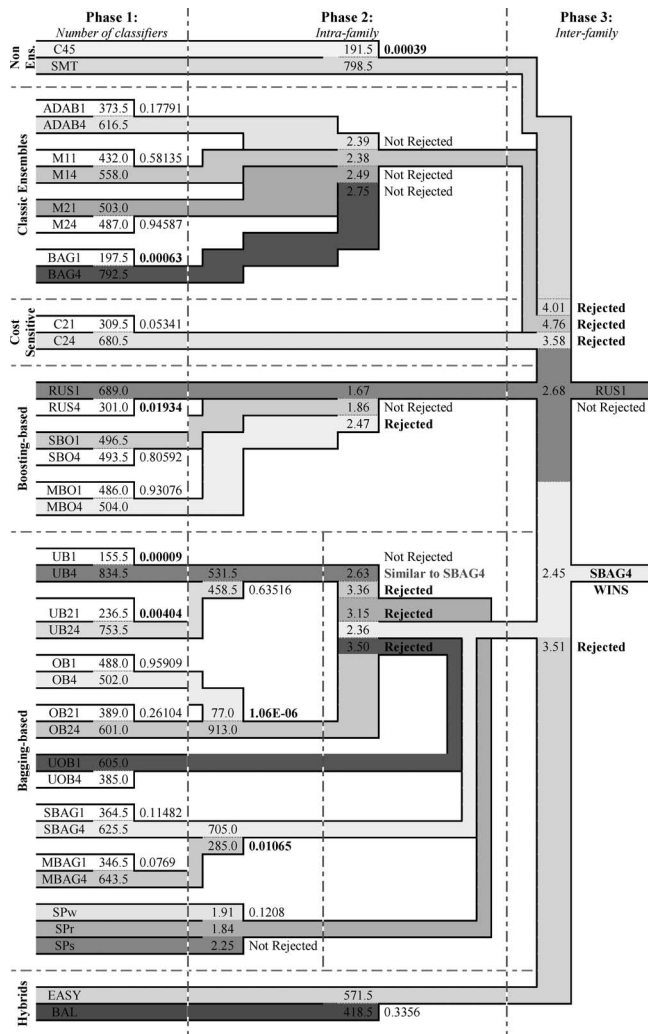 Phase 1: Phase 2: Phase 3:
Number of classifiers Intra-family Inter-family
Non Ens.
C45 191.5 0.00039
SMT 798.5
Classic Ensembles
ADAB1 373.5 0.17791
ADAB4 616.5
2.39 Not Rejected
M11 432.0 0.58135 2.38
M14 558.0 2.49 Not Rejected
2.75 Not Rejected
M21 503.0
M24 487.0 0.94587
BAG1 197.5 0.00063
BAG4 792.5
Cost Sensitive
4.01 Rejected
C21 309.5 0.05341 4.76 Rejected
C24 680.5 3.58 Rejected
Boosting-based
RUS1 689.0 1.67 2.68 RUS1
RUS4 301.0 0.01934 1.86 Not Rejected Not Rejected
2.47 Rejected
SBO1 496.5
SBO4 493.5 0.80592
MBO1 486.0 0.93076
MBO4 504.0
Bagging-based
UB1 155.5 0.00009 Not Rejected
UB4 834.5 531.5 2.63 Similar to SBAG4 2.45 SBAG4
458.5 0.63516 3.36 Rejected WINS
UB21 236.5 0.00404 3.15 Rejected
UB24 753.5 2.36
3.50 Rejected 3.51 Rejected
OB1 488.0 0.95909
OB4 502.0
OB21 389.0 0.26104 77.0 1.06E-06
OB24 601.0 913.0
UOB1 605.0
UOB4 385.0
SBAG1 364.5 0.11482
SBAG4 625.5 705.0
285.0 0.01065
MBAG1 346.5 0.0769
MBAG4 643.5
SPw 1.91 0.1208
SPr 1.84
SPs 2.25 Not Rejected
Hybrids
EASY 571.5
BAL 418.5 0.3356